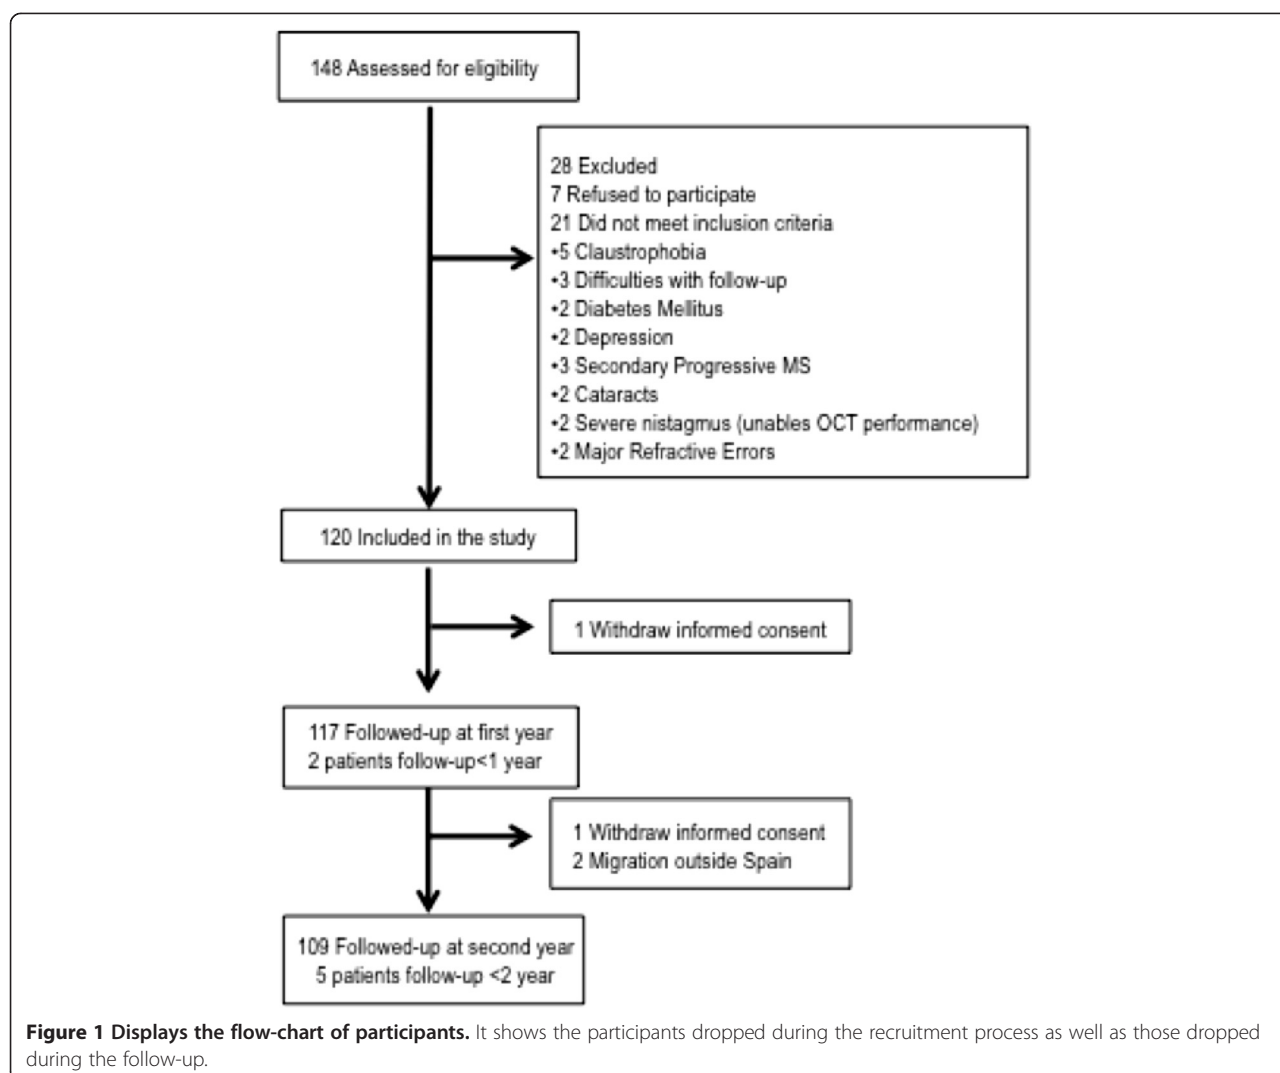 148 Assessed for eligibility
28 Excluded
7 Refused to participate
21 Did not meet inclusion criteria
•5 Claustrophobia
•3 Difficulties with follow-up
•2 Diabetes Mellitus
•2 Depression
•3 Secondary Progressive MS
•2 Cataracts
•2 Severe nistagmus (unables OCT performance)
•2 Major Refractive Errors
120 Included in the study
1 Withdraw informed consent
117 Followed-up at first year
2 patients follow-up<1 year
1 Withdraw informed consent
2 Migration outside Spain
109 Followed-up at second year
5 patients follow-up <2 year
Figure 1 Displays the flow-chart of participants. It shows the participants dropped during the recruitment process as well as those dropped
during the follow-up.